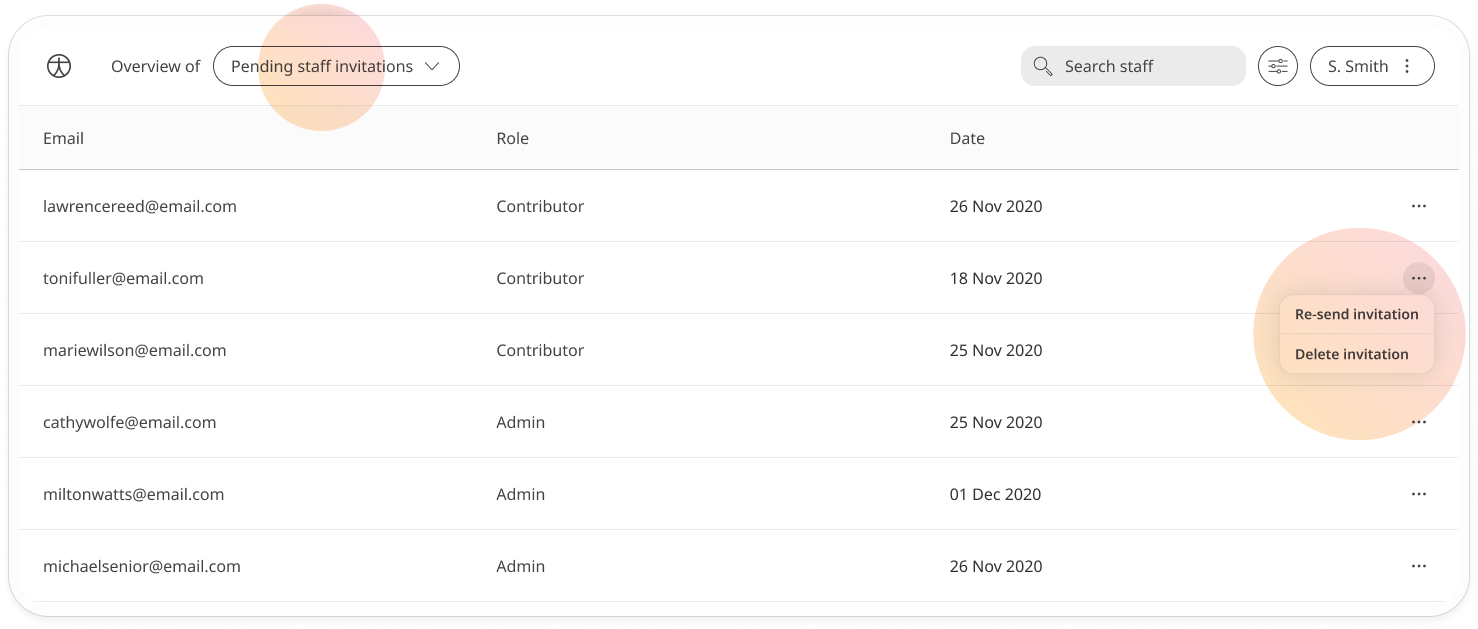 Overview of Pending staff invitations Search staff S. Smith
Email Role Date
lawrencereed@email.com Contributor 26 Nov 2020
tonifuller@email.com Contributor 18 Nov 2020
Re-send invitation
mariewilson@email.com Contributor 25 Nov 2020
Delete invitation
cathywolfe@email.com Admin 25 Nov 2020
miltonwatts@email.com Admin 01 Dec 2020
michaelsenior@email.com Admin 26 Nov 2020